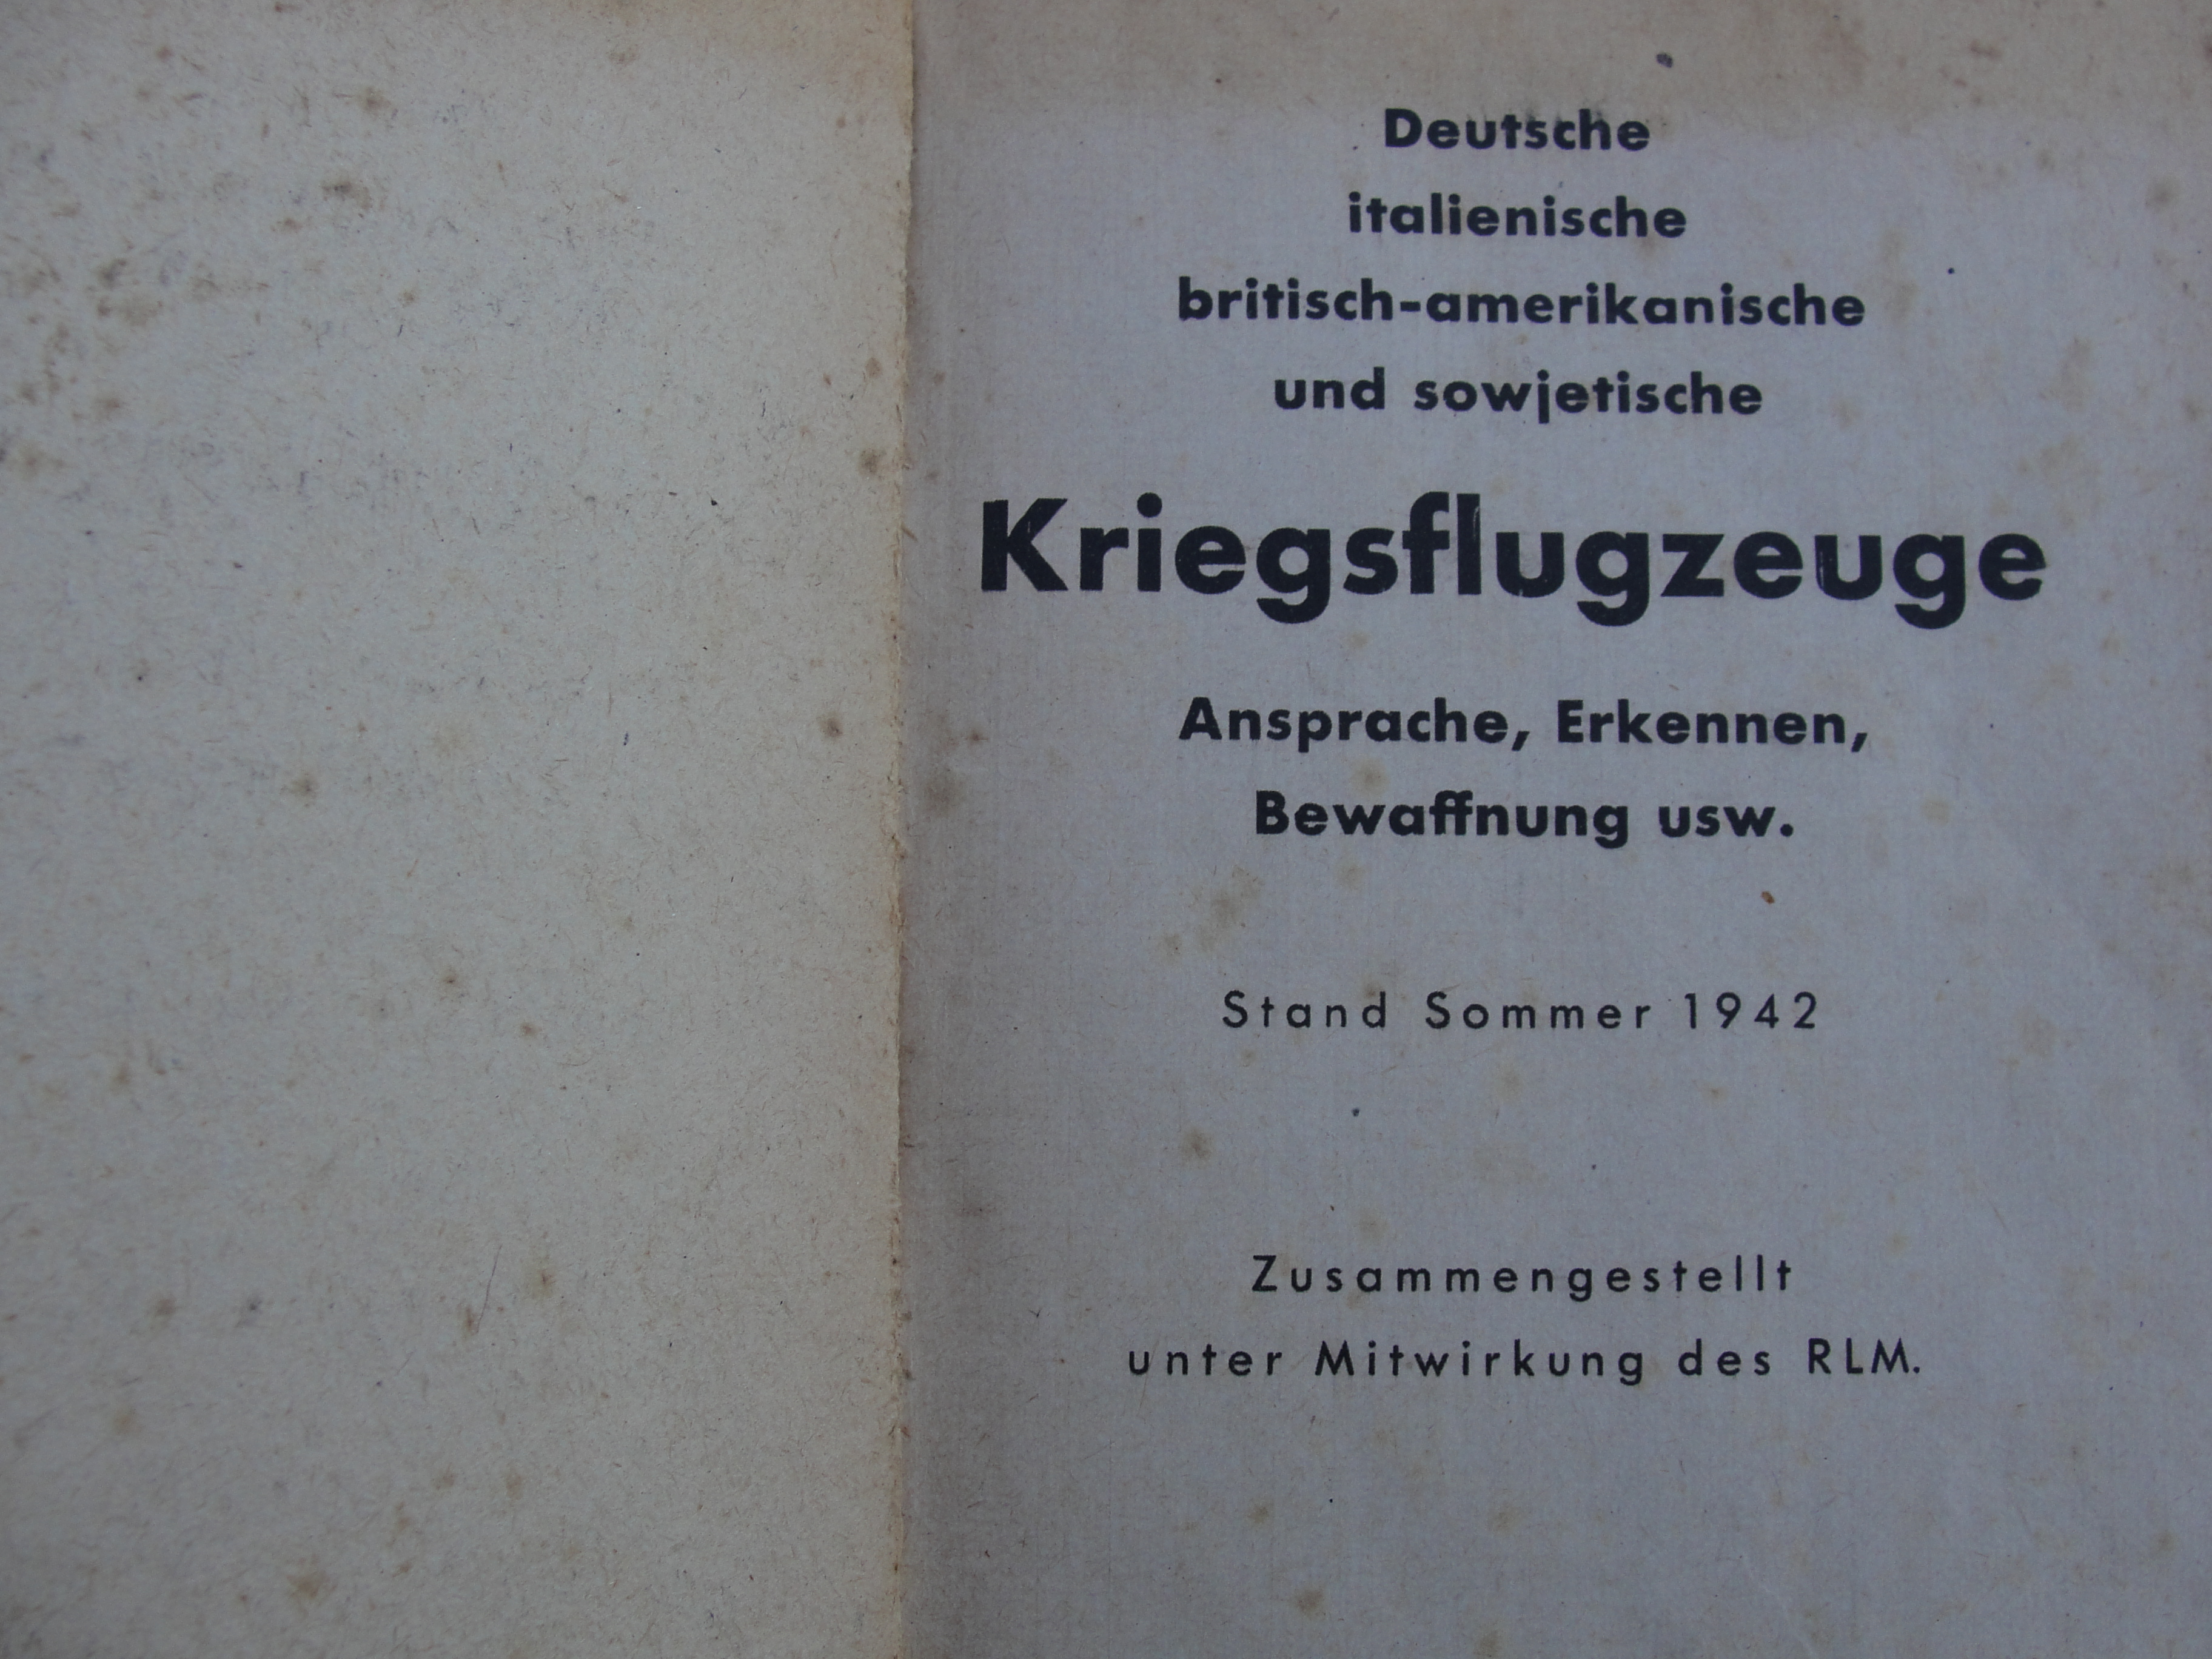 Deutsche
italienische
britisch-amerikanische
und sowjetische
Kriegsflugzeuge
Ansprache, Erkennen,
Bewaffnung usw.
Stand Sommer 1942
Zusammengestellt
unter Mitwirkung des RLM.